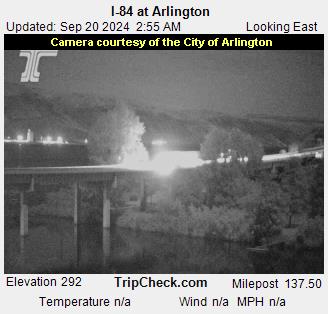 I-84 at Arlington
Updated: Sep 20 2024 2:55 AM Looking East
Camera courtesy of the City of Arlington
Elevation 292 TripCheck.com Milepost 137.50
Temperature n/a Wind n/a MPH n/a